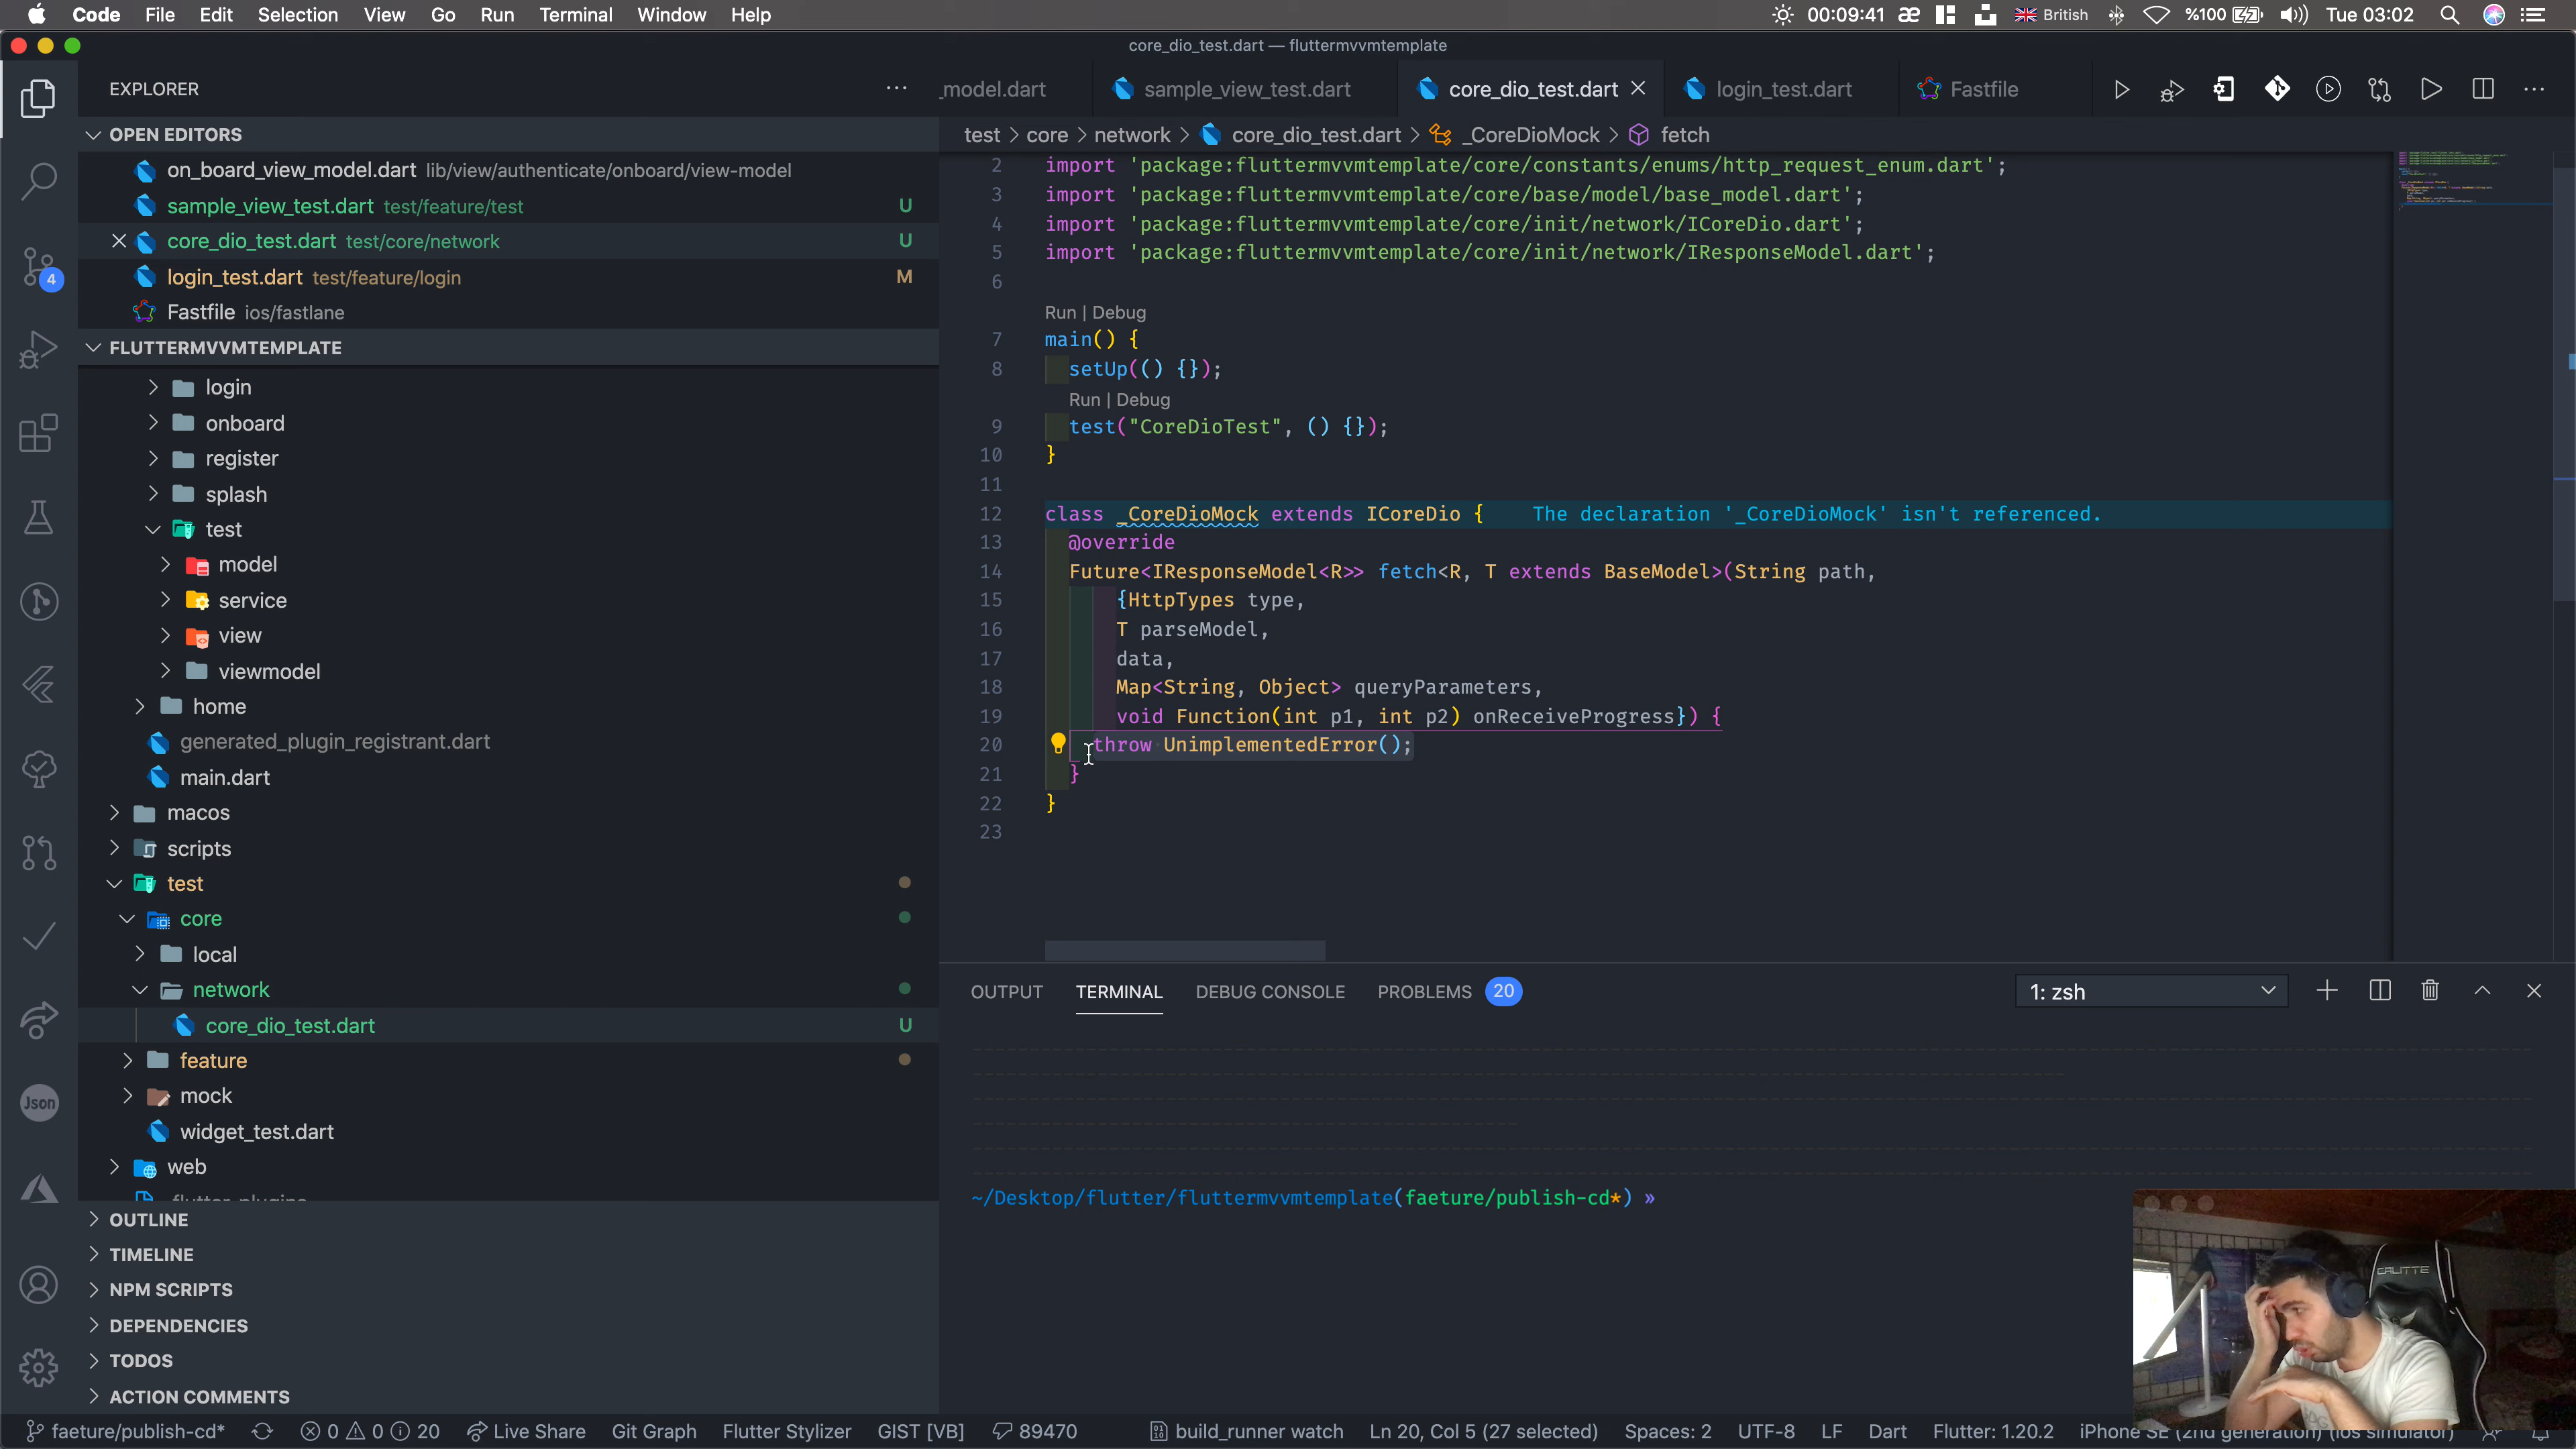 Code File Edit Selection View Go Run Terminal Window Help
00:09:41 æ British %100 Tue 03:02
core_dio_test.dart — fluttermvvmtemplate
EXPLORER
_model.dart sample_view_test.dart core_dio_test.dart login_test.dart Fastfile
OPEN EDITORS
test > core > network > core_dio_test.dart > _CoreDioMock > fetch
on_board_view_model.dart lib/view/authenticate/onboard/view-model
sample_view_test.dart test/feature/test U
core_dio_test.dart test/core/network U
login_test.dart test/feature/login M
Fastfile ios/fastlane
FLUTTERMVVMTEMPLATE
login
onboard
register
splash
test
model
service
view
viewmodel
home
generated_plugin_registrant.dart
main.dart
macos
scripts
test
core
local
network
core_dio_test.dart U
feature
mock
widget_test.dart
web
OUTLINE
TIMELINE
NPM SCRIPTS
DEPENDENCIES
TODOS
ACTION COMMENTS
4
Json
2 import 'package:fluttermvvmtemplate/core/constants/enums/http_request_enum.dart';
3 import 'package:fluttermvvmtemplate/core/base/model/base_model.dart';
4 import 'package:fluttermvvmtemplate/core/init/network/ICoreDio.dart';
5 import 'package:fluttermvvmtemplate/core/init/network/IResponseModel.dart';
6
Run | Debug
7 main() {
8 setUp(() {});
Run | Debug
9 test("CoreDioTest", () {});
10 }
11
12 class _CoreDioMock extends ICoreDio { The declaration '_CoreDioMock' isn't referenced.
13 @override
14 Future<IResponseModel<R>> fetch<R, T extends BaseModel>(String path,
15 {HttpTypes type,
16 T parseModel,
17 data,
18 Map<String, Object> queryParameters,
19 void Function(int p1, int p2) onReceiveProgress}) {
20 throw UnimplementedError();
21 }
22 }
23
OUTPUT TERMINAL DEBUG CONSOLE PROBLEMS 20 1: zsh
~/Desktop/flutter/fluttermvvmtemplate(faeture/publish-cd*) »
CALITTE
faeture/publish-cd* 0 0 20 Live Share Git Graph Flutter Stylizer GIST [VB] 89470 build_runner watch Ln 20, Col 5 (27 selected) Spaces: 2 UTF-8 LF Dart Flutter: 1.20.2 iPhone SE (2nd generation) (ios simulator)